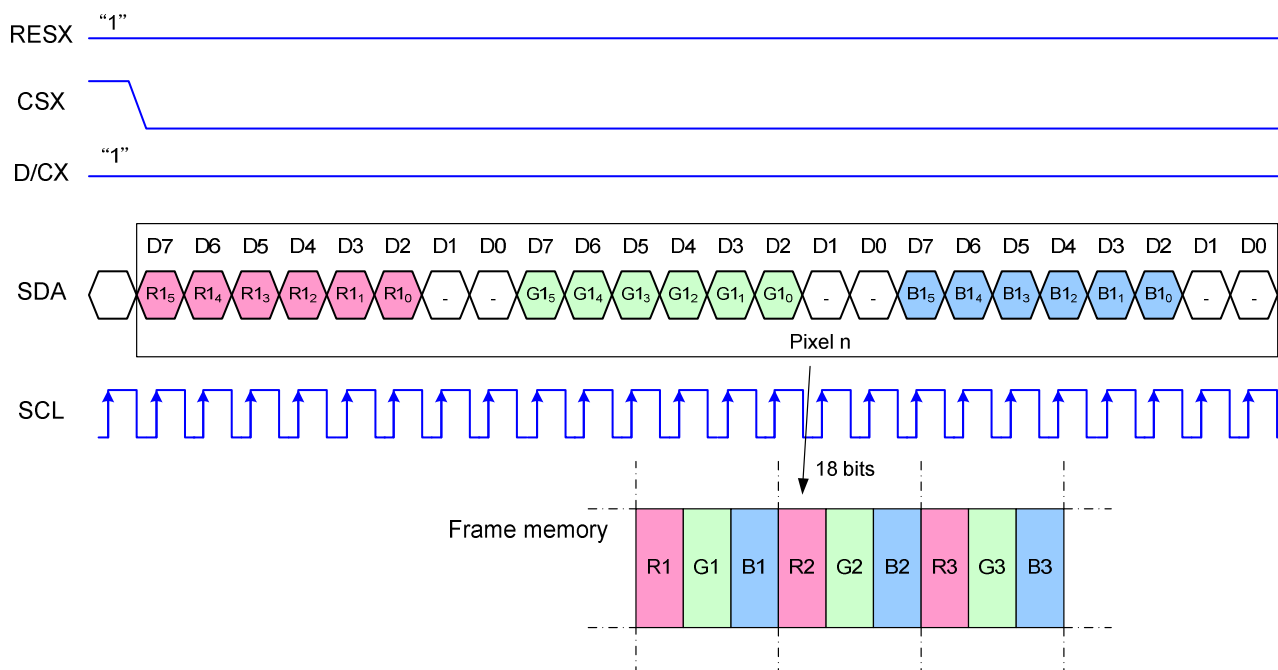 “1”
RESX
CSX
“1”
D/CX
D7 D6 D5 D4 D3 D2 D1 D0 D7 D6 D5 D4 D3 D2 D1 D0 D7 D6 D5 D4 D3 D2 D1 D0
SDA R1₅ R1₄ R1₃ R1₂ R1₁ R1₀ - - G1₅ G1₄ G1₃ G1₂ G1₁ G1₀ - - B1₅ B1₄ B1₃ B1₂ B1₁ B1₀ - -
Pixel n
SCL
18 bits
Frame memory
R1 G1 B1 R2 G2 B2 R3 G3 B3